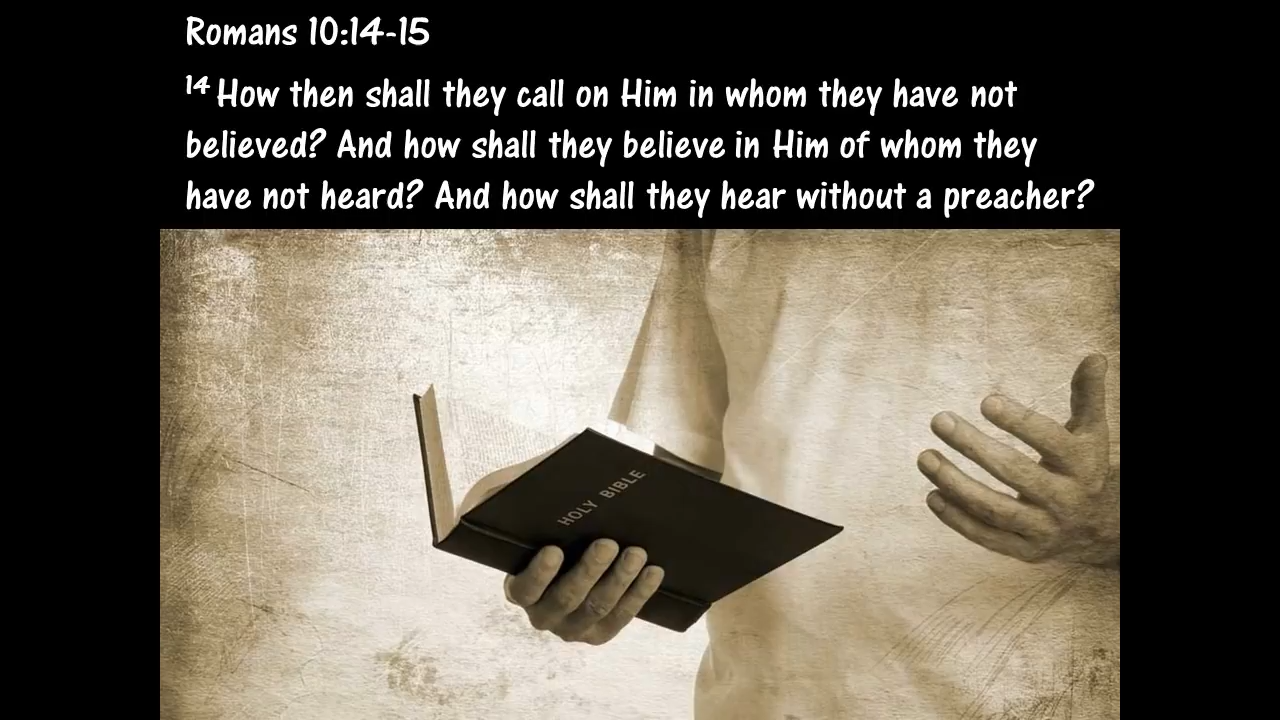 Romans 10:14-15
¹⁴ How then shall they call on Him in whom they have not
believed? And how shall they believe in Him of whom they
have not heard? And how shall they hear without a preacher?
HOLY BIBLE